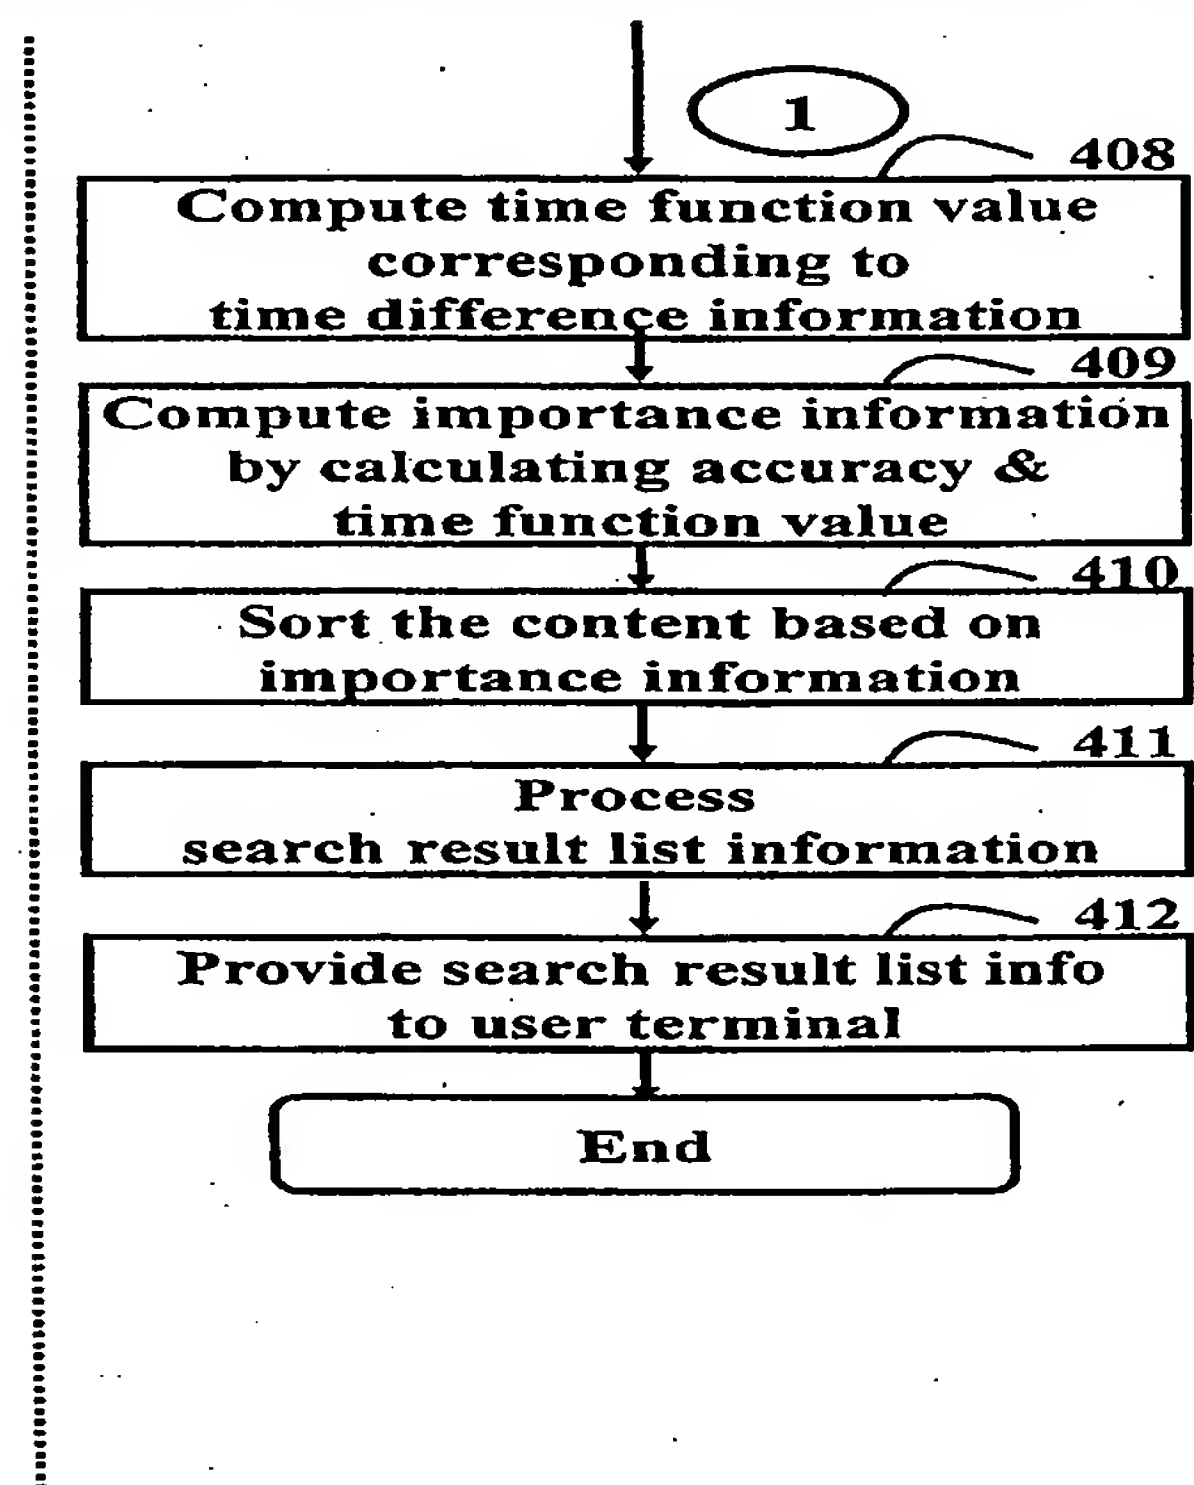 1
408
Compute time function value
corresponding to
time difference information
409
Compute importance information
by calculating accuracy &
time function value
410
Sort the content based on
importance information
411
Process
search result list information
412
Provide search result list info
to user terminal
End